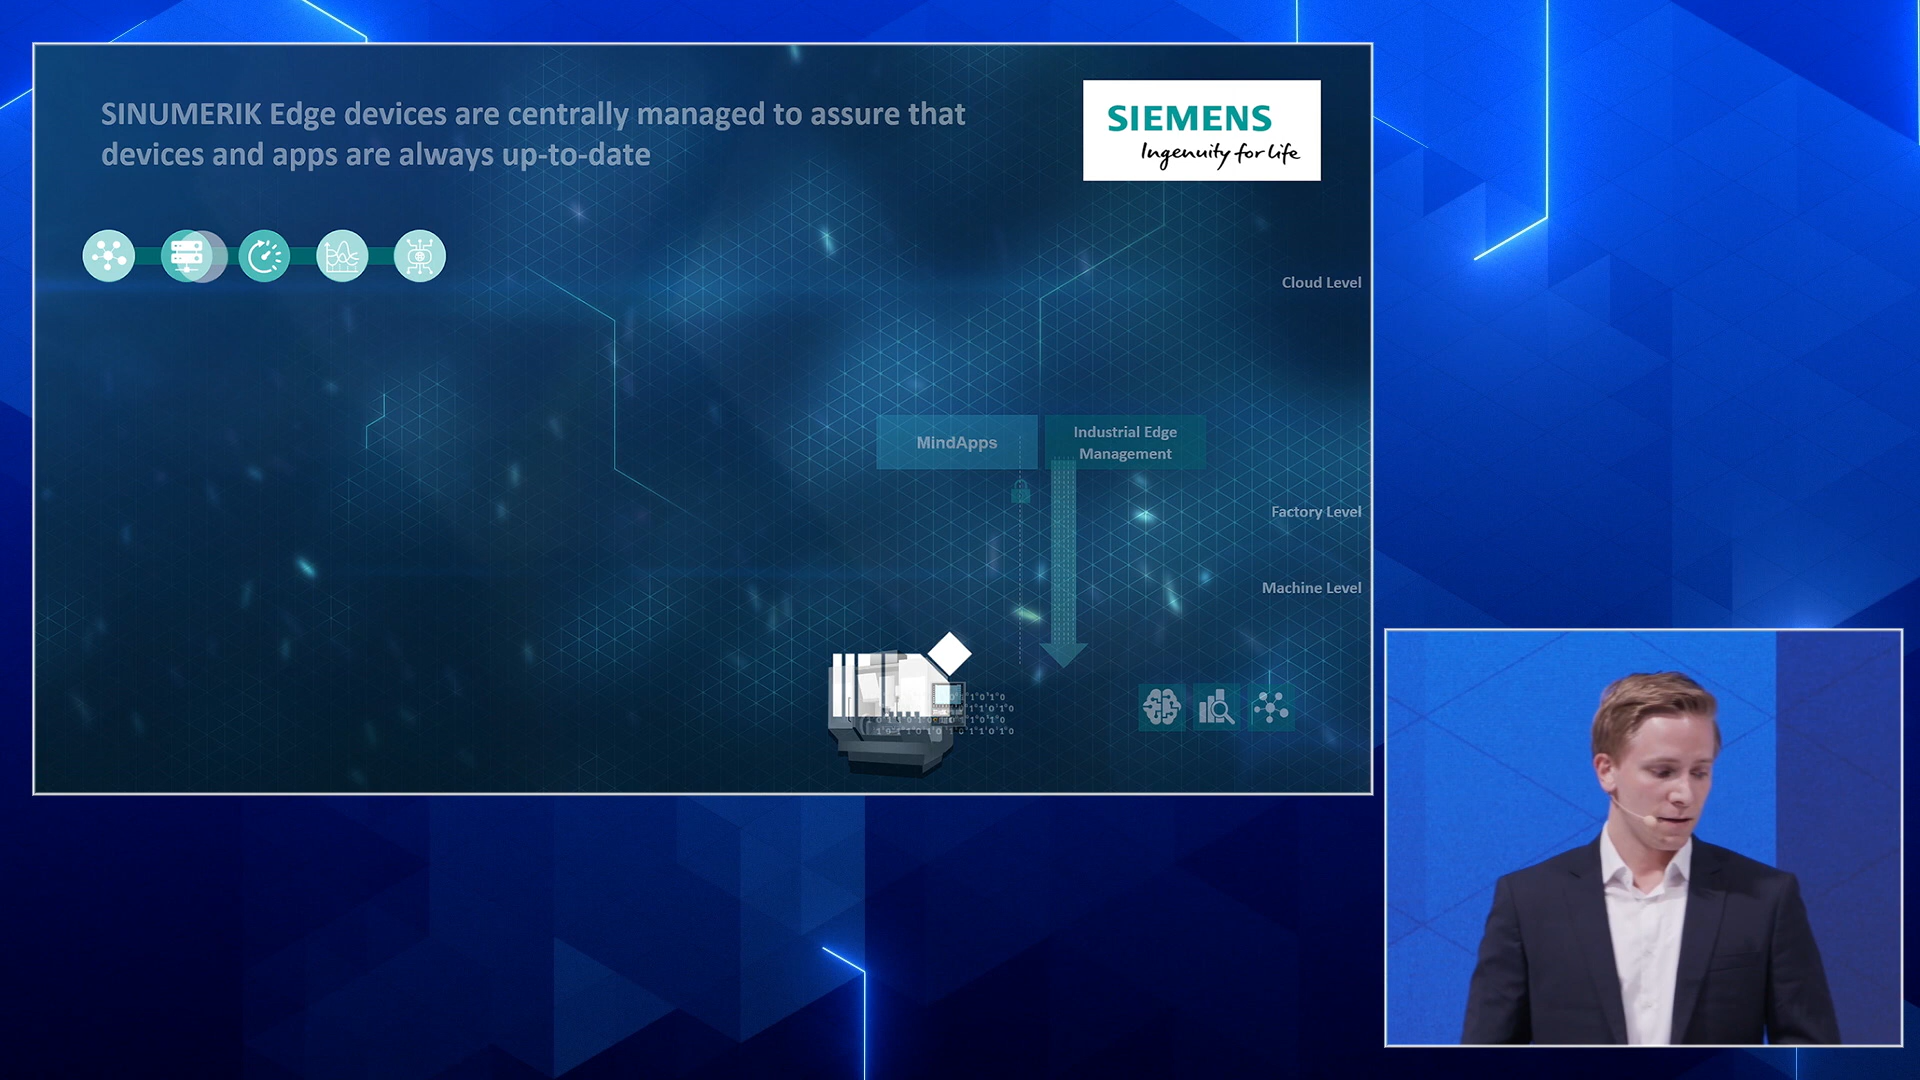 SINUMERIK Edge devices are centrally managed to assure that
devices and apps are always up-to-date
SIEMENS
Ingenuity for life
Cloud Level
MindApps
Industrial Edge
Management
Factory Level
Machine Level